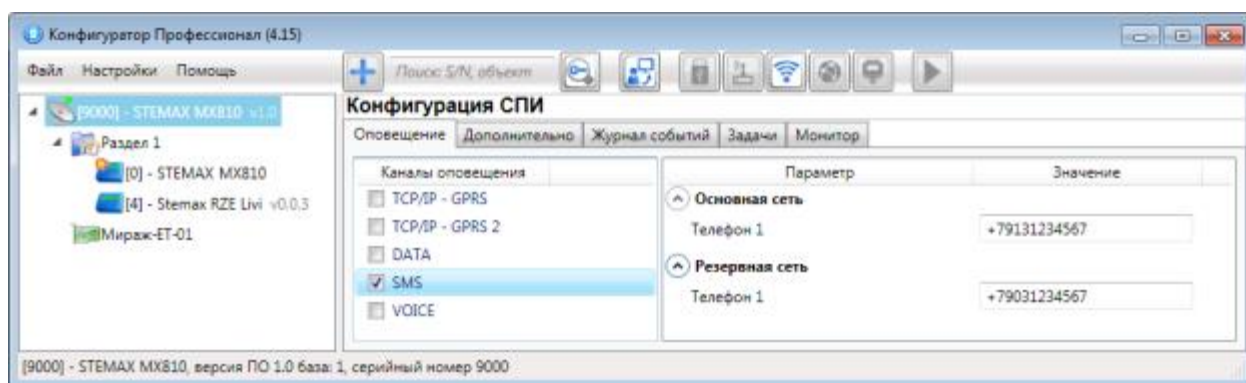 Конфигуратор Профессионал (4.15)
Файл Настройки Помощь
Поиск S/N, объект
[9000] - STEMAX MX810 v1.0
Раздел 1
[0] - STEMAX MX810
[4] - Stemax RZE Livi v0.0.3
Мираж-ET-01
Конфигурация СПИ
Оповещение Дополнительно Журнал событий Задачи Монитор
Каналы оповещения
TCP/IP - GPRS
TCP/IP - GPRS 2
DATA
SMS
VOICE
Параметр Значение
Основная сеть
Телефон 1 +79131234567
Резервная сеть
Телефон 1 +79031234567
[9000] - STEMAX MX810, версия ПО 1.0 база: 1, серийный номер 9000